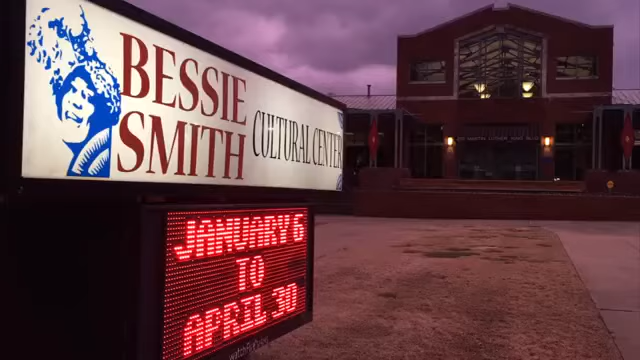 BESSIE
SMITH
CULTURAL CENTER
JANUARY 6
TO
APRIL 30